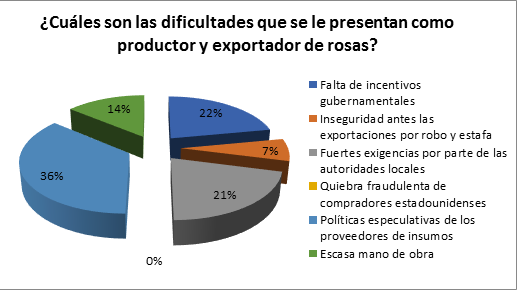 ¿Cuáles son las dificultades que se le presentan como
productor y exportador de rosas?
22%
7%
21%
0%
36%
14%
Falta de incentivos
gubernamentales
Inseguridad antes las
exportaciones por robo y estafa
Fuertes exigencias por parte de las
autoridades locales
Quiebra fraudulenta de
compradores estadounidenses
Políticas especulativas de los
proveedores de insumos
Escasa mano de obra